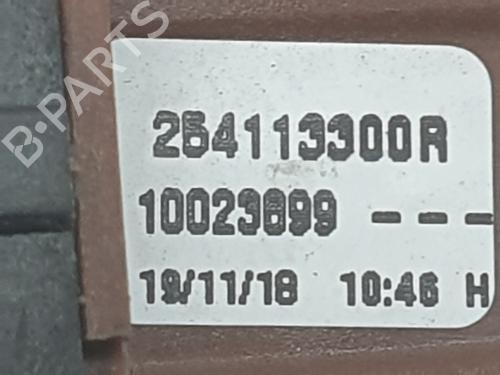 B-PARTS
254113300R
10023899 ---
19/11/18 10:46 H